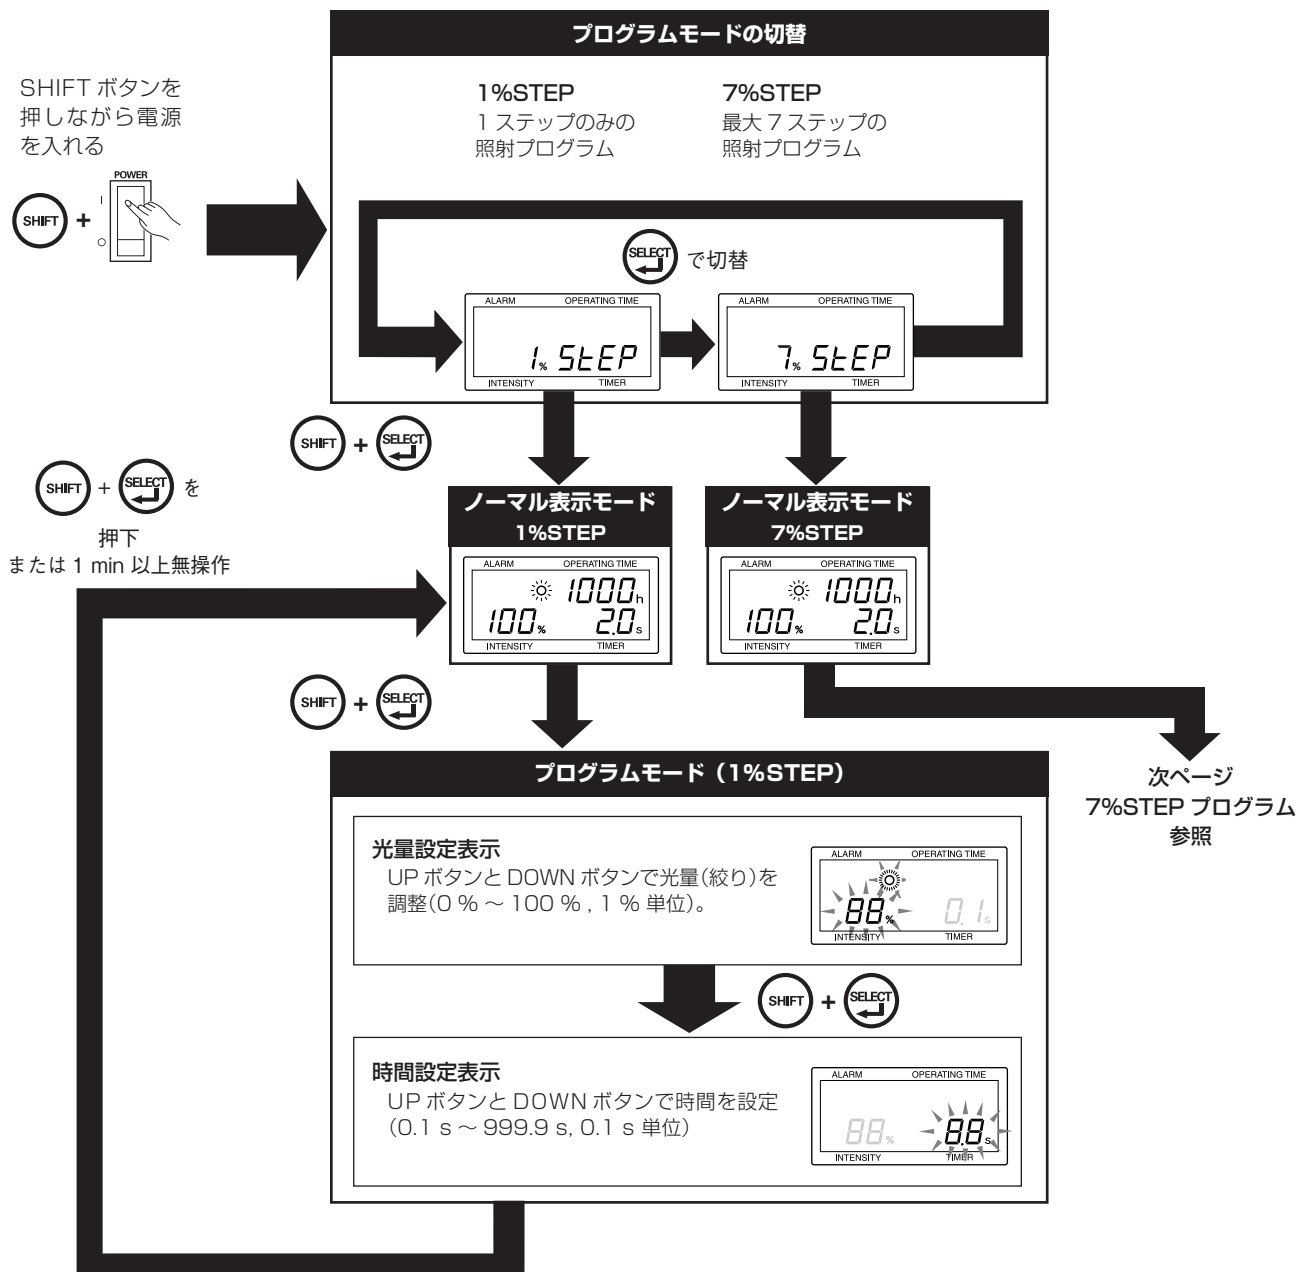 プログラムモードの切替
SHIFT ボタンを
押しながら電源
を入れる
POWER
I
○
SHIFT
+
1%STEP
1 ステップのみの
照射プログラム
7%STEP
最大 7 ステップの
照射プログラム
SELECT
で切替
ALARM OPERATING TIME
1% StEP
INTENSITY TIMER
ALARM OPERATING TIME
7% StEP
INTENSITY TIMER
SHIFT + SELECT
SHIFT + SELECT を
押下
または 1 min 以上無操作
ノーマル表示モード
1%STEP
ALARM OPERATING TIME
1000h
100% 2.0s
INTENSITY TIMER
ノーマル表示モード
7%STEP
ALARM OPERATING TIME
1000h
100% 2.0s
INTENSITY TIMER
SHIFT + SELECT
次ページ
7%STEP プログラム
参照
プログラムモード（1%STEP）
光量設定表示
UP ボタンと DOWN ボタンで光量(絞り)を
調整(0 % ～ 100 % , 1 % 単位)。
ALARM OPERATING TIME
88% 0.1s
INTENSITY TIMER
SHIFT + SELECT
時間設定表示
UP ボタンと DOWN ボタンで時間を設定
(0.1 s ～ 999.9 s, 0.1 s 単位)
ALARM OPERATING TIME
88% 8.8s
INTENSITY TIMER